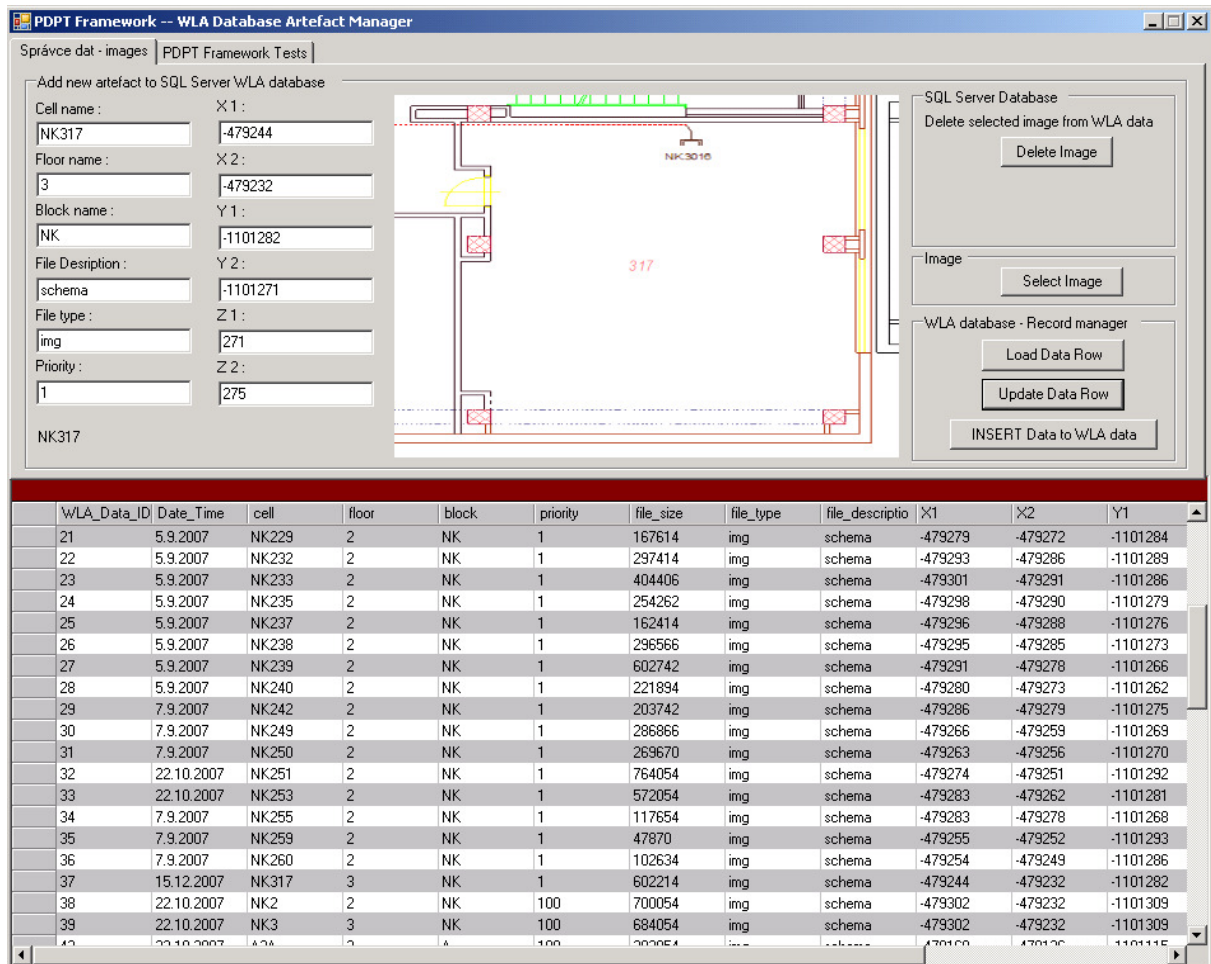 PDPT Framework -- WLA Database Artefact Manager
Správce dat - images PDPT Framework Tests
Add new artefact to SQL Server WLA database
Cell name :
NK317
Floor name :
3
Block name :
NK
File Desription :
schema
File type :
img
Priority :
1
NK317
X 1 :
-479244
X 2 :
-479232
Y 1 :
-1101282
Y 2 :
-1101271
Z 1 :
271
Z 2 :
275
NK3016
317
SQL Server Database
Delete selected image from WLA data
Delete Image
Image
Select Image
WLA database - Record manager
Load Data Row
Update Data Row
INSERT Data to WLA data
WLA_Data_ID Date_Time cell floor block priority file_size file_type file_descriptio X1 X2 Y1
21 5.9.2007 NK229 2 NK 1 167614 img schema -479279 -479272 -1101284
22 5.9.2007 NK232 2 NK 1 297414 img schema -479293 -479286 -1101289
23 5.9.2007 NK233 2 NK 1 404406 img schema -479301 -479291 -1101286
24 5.9.2007 NK235 2 NK 1 254262 img schema -479298 -479290 -1101279
25 5.9.2007 NK237 2 NK 1 162414 img schema -479296 -479288 -1101276
26 5.9.2007 NK238 2 NK 1 296566 img schema -479295 -479285 -1101273
27 5.9.2007 NK239 2 NK 1 602742 img schema -479291 -479278 -1101266
28 5.9.2007 NK240 2 NK 1 221894 img schema -479280 -479273 -1101262
29 7.9.2007 NK242 2 NK 1 203742 img schema -479286 -479279 -1101275
30 7.9.2007 NK249 2 NK 1 286866 img schema -479266 -479259 -1101269
31 7.9.2007 NK250 2 NK 1 269670 img schema -479263 -479256 -1101270
32 22.10.2007 NK251 2 NK 1 764054 img schema -479274 -479251 -1101292
33 22.10.2007 NK253 2 NK 1 572054 img schema -479283 -479262 -1101281
34 7.9.2007 NK255 2 NK 1 117654 img schema -479283 -479278 -1101268
35 7.9.2007 NK259 2 NK 1 47870 img schema -479255 -479252 -1101293
36 7.9.2007 NK260 2 NK 1 102634 img schema -479254 -479249 -1101286
37 15.12.2007 NK317 3 NK 1 602214 img schema -479244 -479232 -1101282
38 22.10.2007 NK2 2 NK 100 700054 img schema -479302 -479232 -1101309
39 22.10.2007 NK3 3 NK 100 684054 img schema -479302 -479232 -1101309